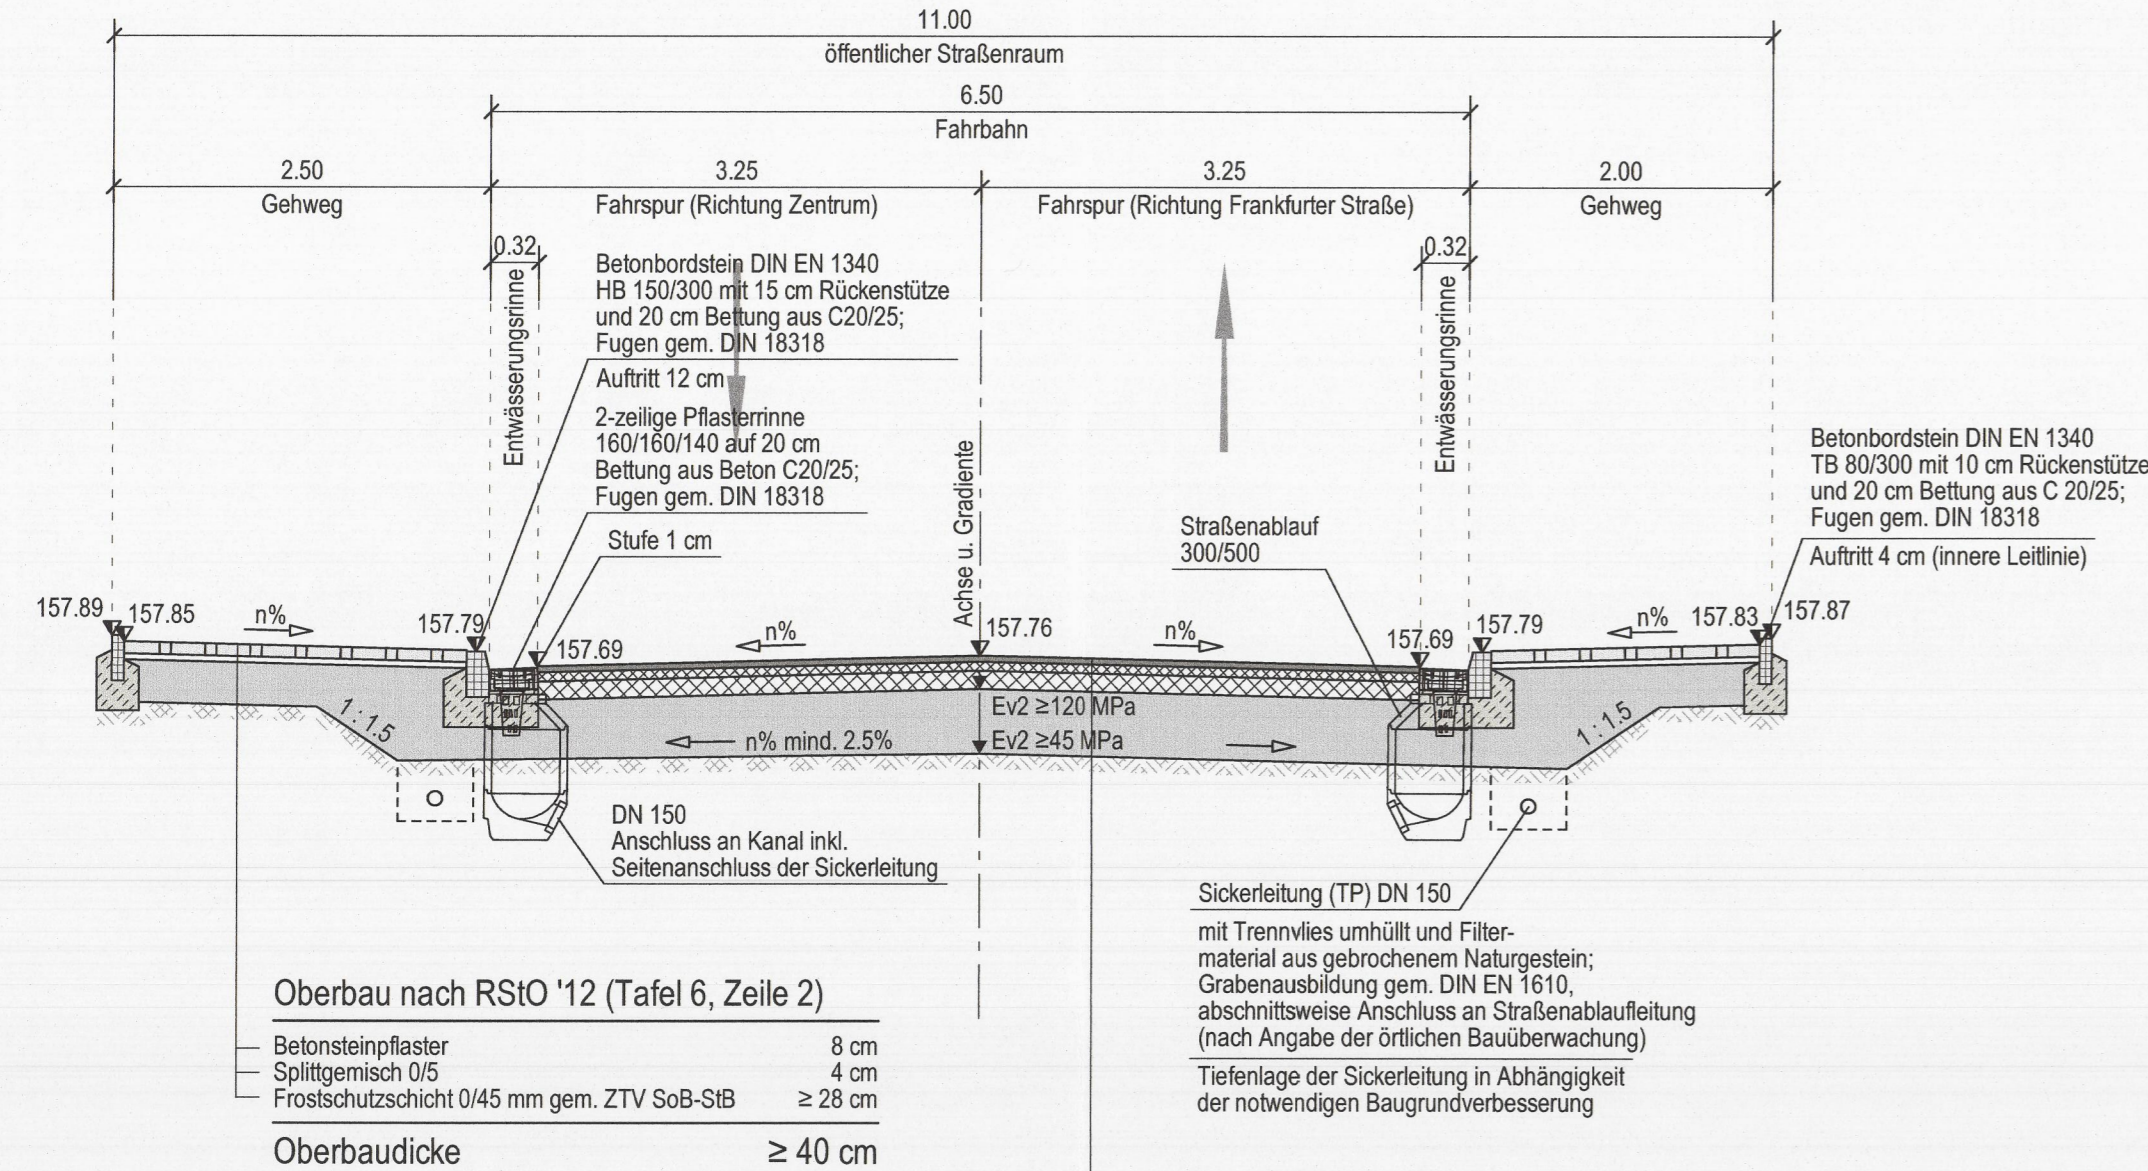 11.00
öffentlicher Straßenraum
6.50
Fahrbahn
2.50
3.25
3.25
2.00
Gehweg
Fahrspur (Richtung Zentrum)
Fahrspur (Richtung Frankfurter Straße)
Gehweg
0.32
0.32
Entwässerungsrinne
Betonbordstein DIN EN 1340
HB 150/300 mit 15 cm Rückenstütze
und 20 cm Bettung aus C20/25;
Fugen gem. DIN 18318
Auftritt 12 cm
2-zeilige Pflasterrinne
160/160/140 auf 20 cm
Bettung aus Beton C20/25;
Fugen gem. DIN 18318
Stufe 1 cm
Achse u. Gradiente
Entwässerungsrinne
Straßenablauf
300/500
Betonbordstein DIN EN 1340
TB 80/300 mit 10 cm Rückenstütze
und 20 cm Bettung aus C 20/25;
Fugen gem. DIN 18318
Auftritt 4 cm (innere Leitlinie)
157.89
157.85
n%
157.79
157.69
n%
157.76
n%
157.69
157.79
n%
157.83
157.87
1 : 1.5
Ev2 ≥120 MPa
n% mind. 2.5%
Ev2 ≥45 MPa
1 : 1.5
DN 150
Anschluss an Kanal inkl.
Seitenanschluss der Sickerleitung
Sickerleitung (TP) DN 150
mit Trennvlies umhüllt und Filter-
material aus gebrochenem Naturgestein;
Grabenausbildung gem. DIN EN 1610,
abschnittsweise Anschluss an Straßenablaufleitung
(nach Angabe der örtlichen Bauüberwachung)
Tiefenlage der Sickerleitung in Abhängigkeit
der notwendigen Baugrundverbesserung
Oberbau nach RStO '12 (Tafel 6, Zeile 2)
Betonsteinpflaster 8 cm
Splittgemisch 0/5 4 cm
Frostschutzschicht 0/45 mm gem. ZTV SoB-StB ≥ 28 cm
Oberbaudicke ≥ 40 cm